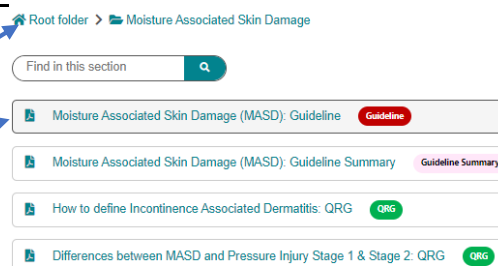 Root folder > Moisture Associated Skin Damage
Find in this section
Moisture Associated Skin Damage (MASD): Guideline Guideline
Moisture Associated Skin Damage (MASD): Guideline Summary Guideline Summary
How to define Incontinence Associated Dermatitis: QRG QRG
Differences between MASD and Pressure Injury Stage 1 & Stage 2: QRG QRG